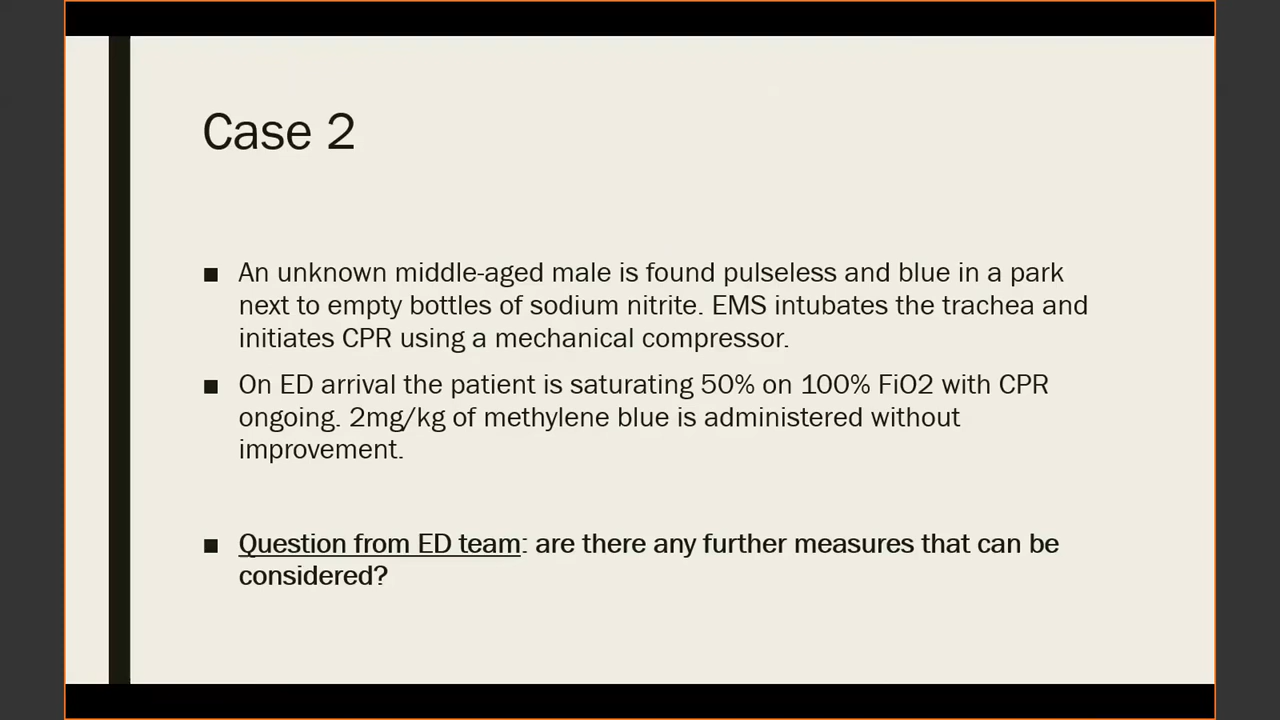 Case 2
■ An unknown middle-aged male is found pulseless and blue in a park
next to empty bottles of sodium nitrite. EMS intubates the trachea and
initiates CPR using a mechanical compressor.
■ On ED arrival the patient is saturating 50% on 100% FiO2 with CPR
ongoing. 2mg/kg of methylene blue is administered without
improvement.
■ Question from ED team: are there any further measures that can be
considered?